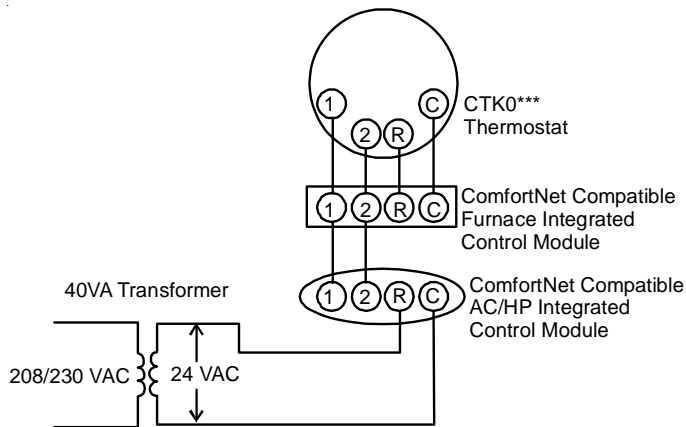 1
C
2
R
CTK0***
Thermostat
1 2 R C
ComfortNet Compatible
Furnace Integrated
Control Module
1 2 R C
ComfortNet Compatible
AC/HP Integrated
Control Module
40VA Transformer
208/230 VAC
24 VAC